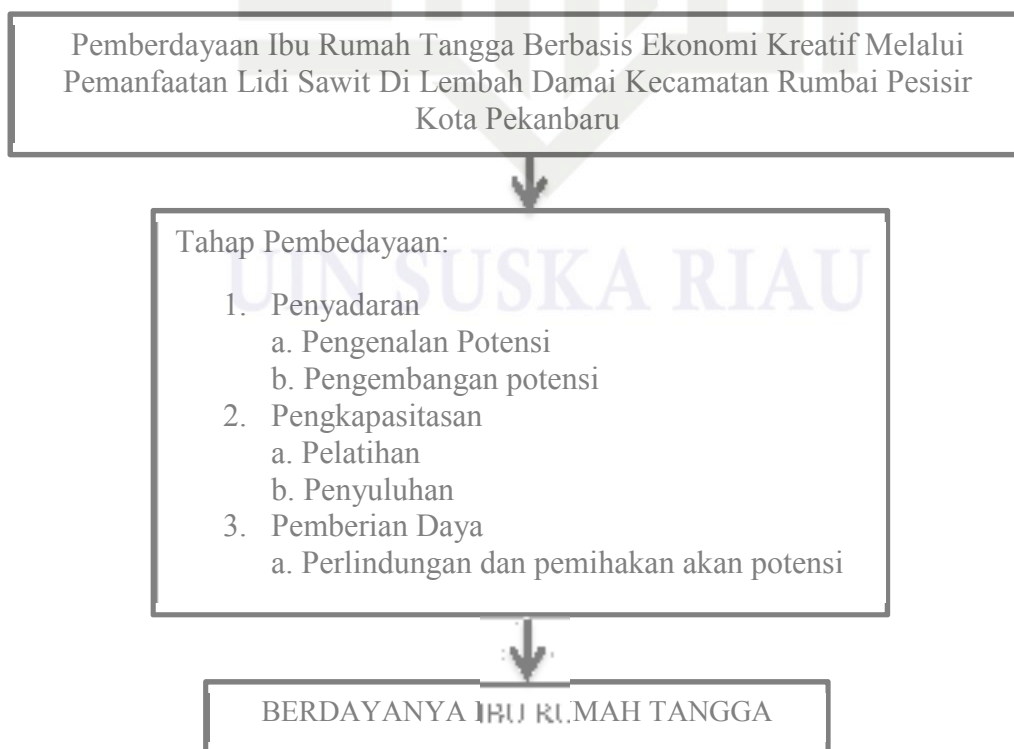 Pemberdayaan Ibu Rumah Tangga Berbasis Ekonomi Kreatif Melalui
Pemanfaatan Lidi Sawit Di Lembah Damai Kecamatan Rumbai Pesisir
Kota Pekanbaru
Tahap Pembedayaan:
UIN SUSKA RIAU
1. Penyadaran
a. Pengenalan Potensi
b. Pengembangan potensi
2. Pengkapasitasan
a. Pelatihan
b. Penyuluhan
3. Pemberian Daya
a. Perlindungan dan pemihakan akan potensi
BERDAYANYA IBU RUMAH TANGGA